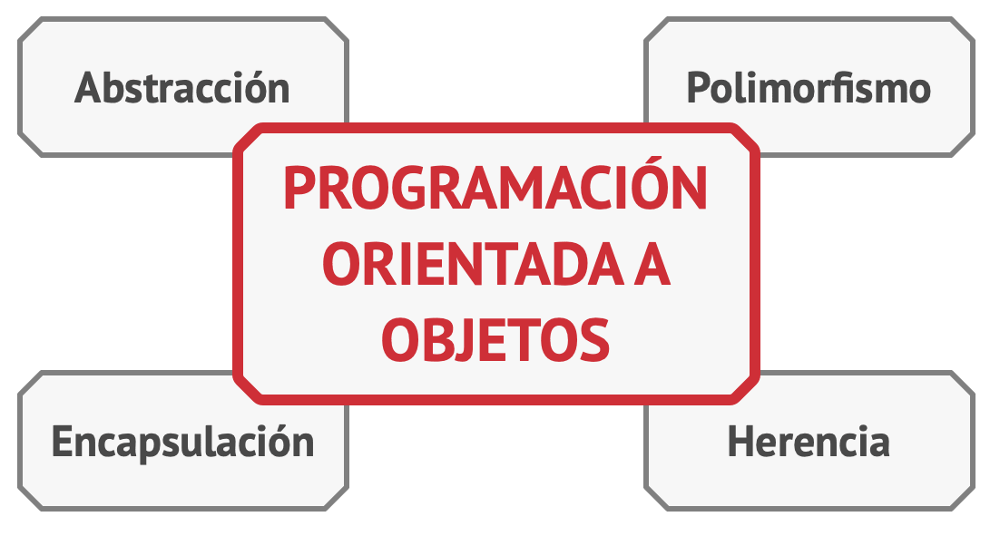 Abstracción
Polimorfismo
PROGRAMACIÓN
ORIENTADA A
OBJETOS
Encapsulación
Herencia